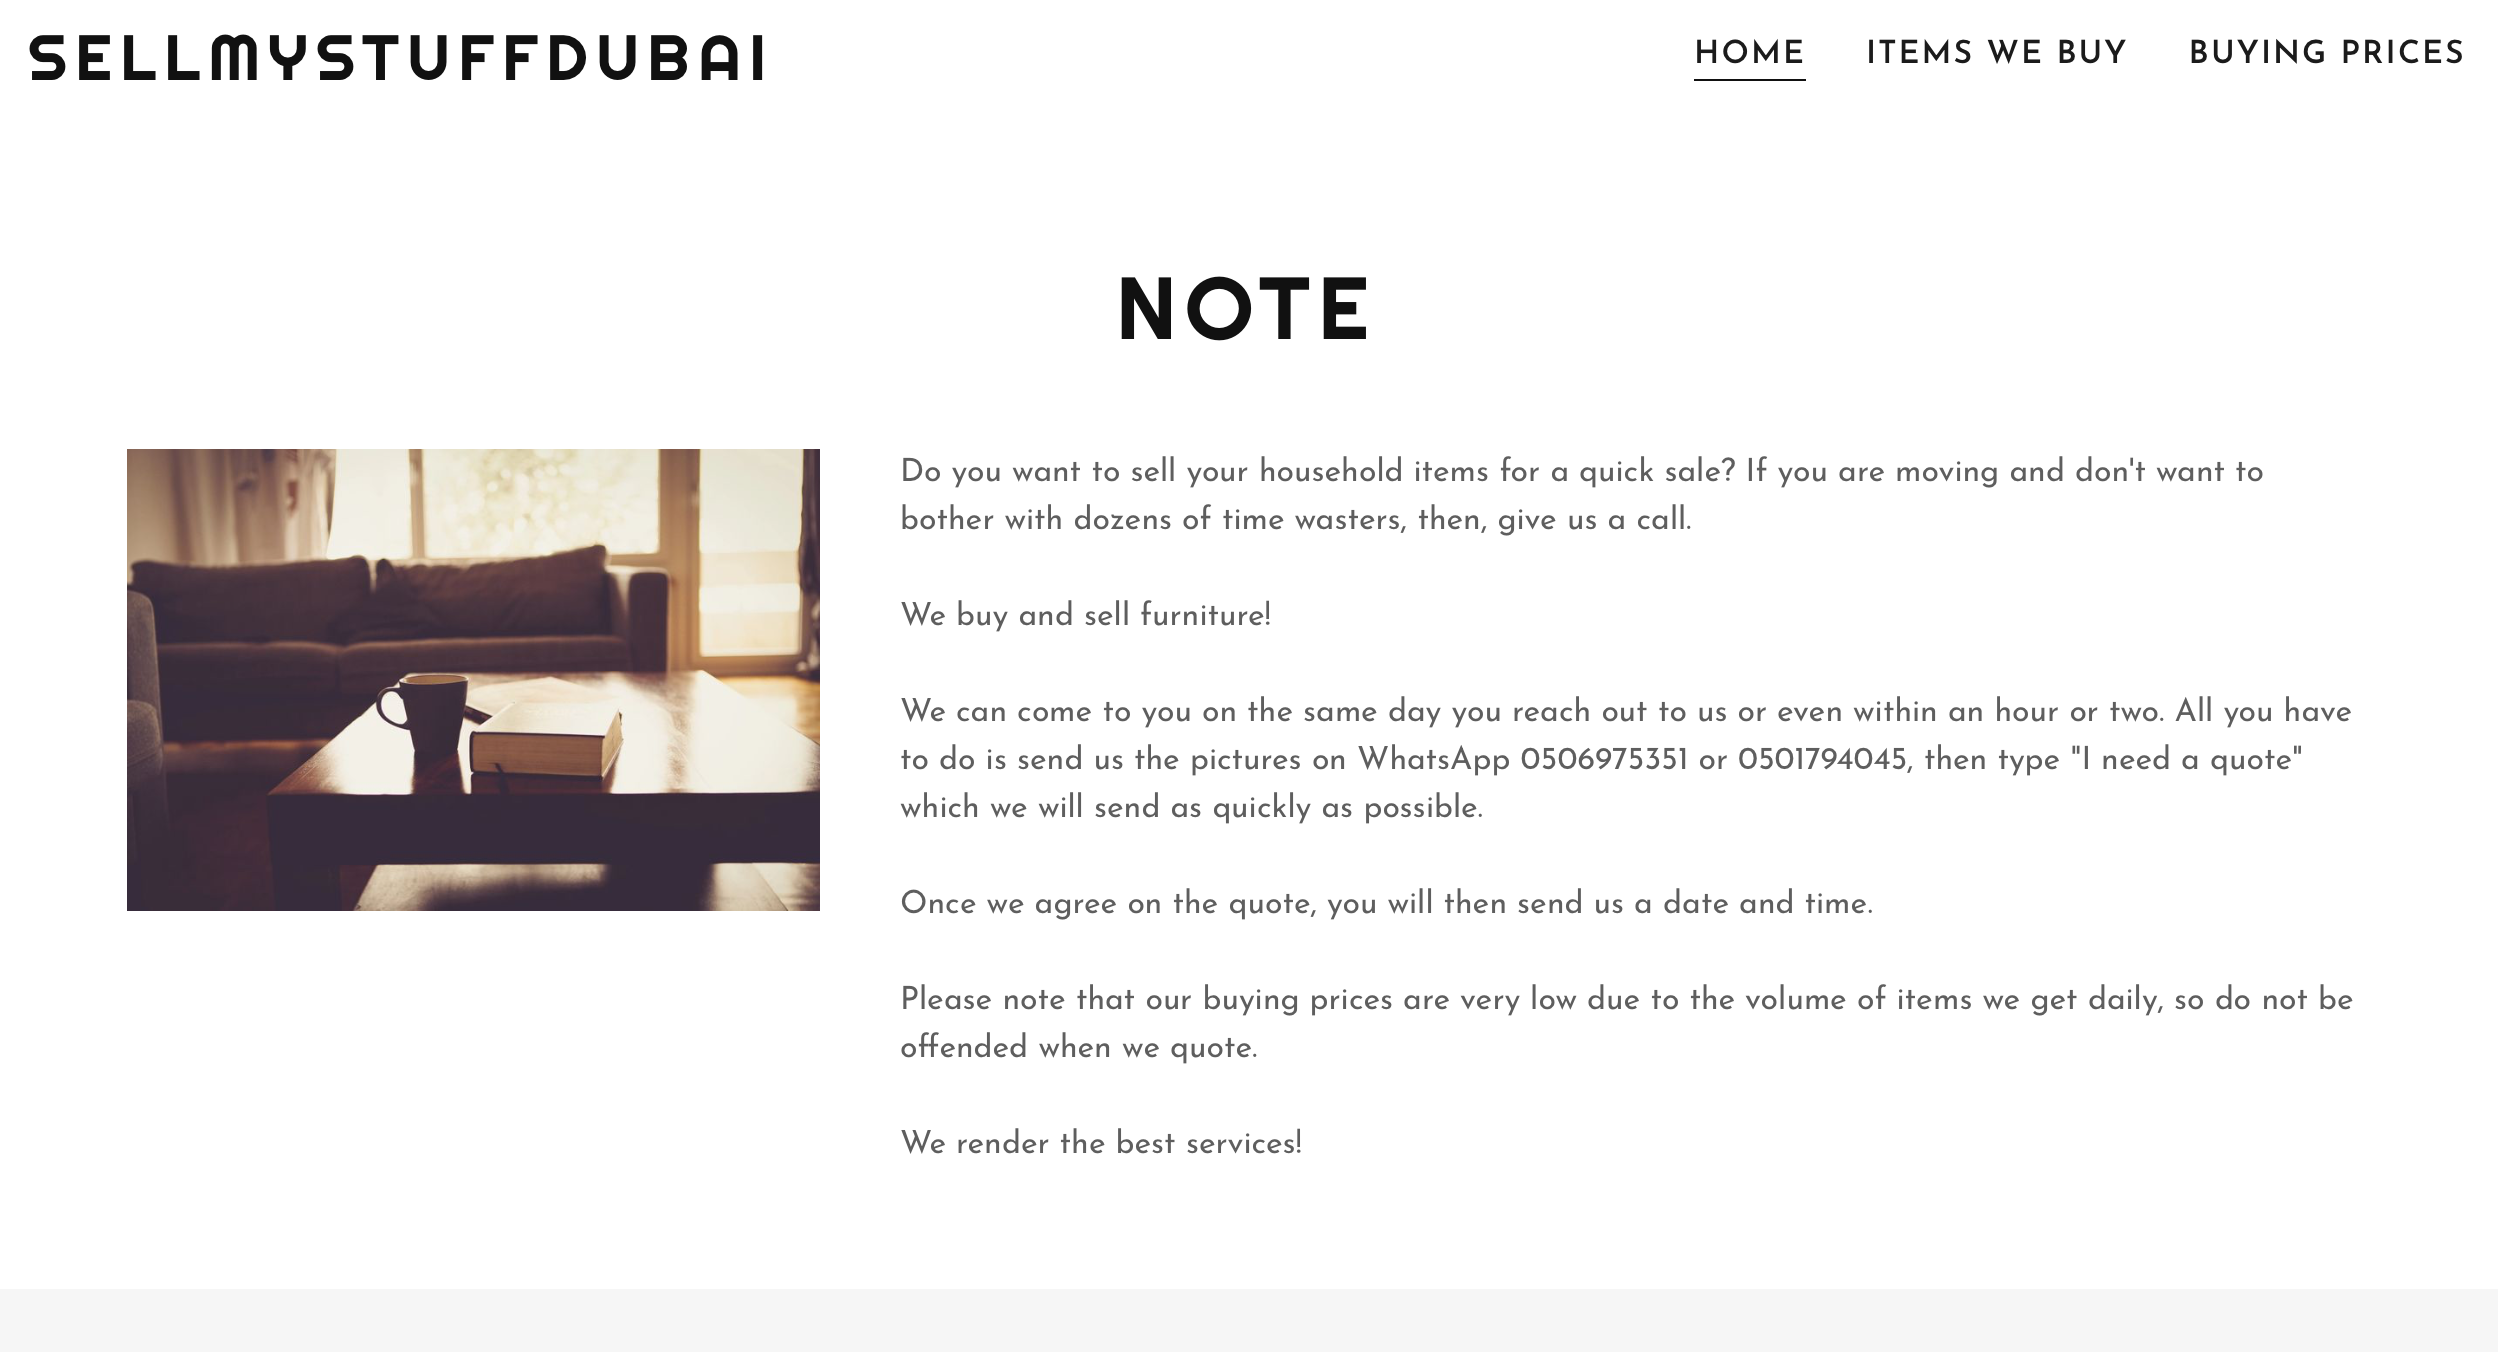 SELLMYSTUFFDUBAI
HOME ITEMS WE BUY BUYING PRICES
NOTE
Do you want to sell your household items for a quick sale? If you are moving and don't want to
bother with dozens of time wasters, then, give us a call.
We buy and sell furniture!
We can come to you on the same day you reach out to us or even within an hour or two. All you have
to do is send us the pictures on WhatsApp 0506975351 or 0501794045, then type "I need a quote"
which we will send as quickly as possible.
Once we agree on the quote, you will then send us a date and time.
Please note that our buying prices are very low due to the volume of items we get daily, so do not be
offended when we quote.
We render the best services!